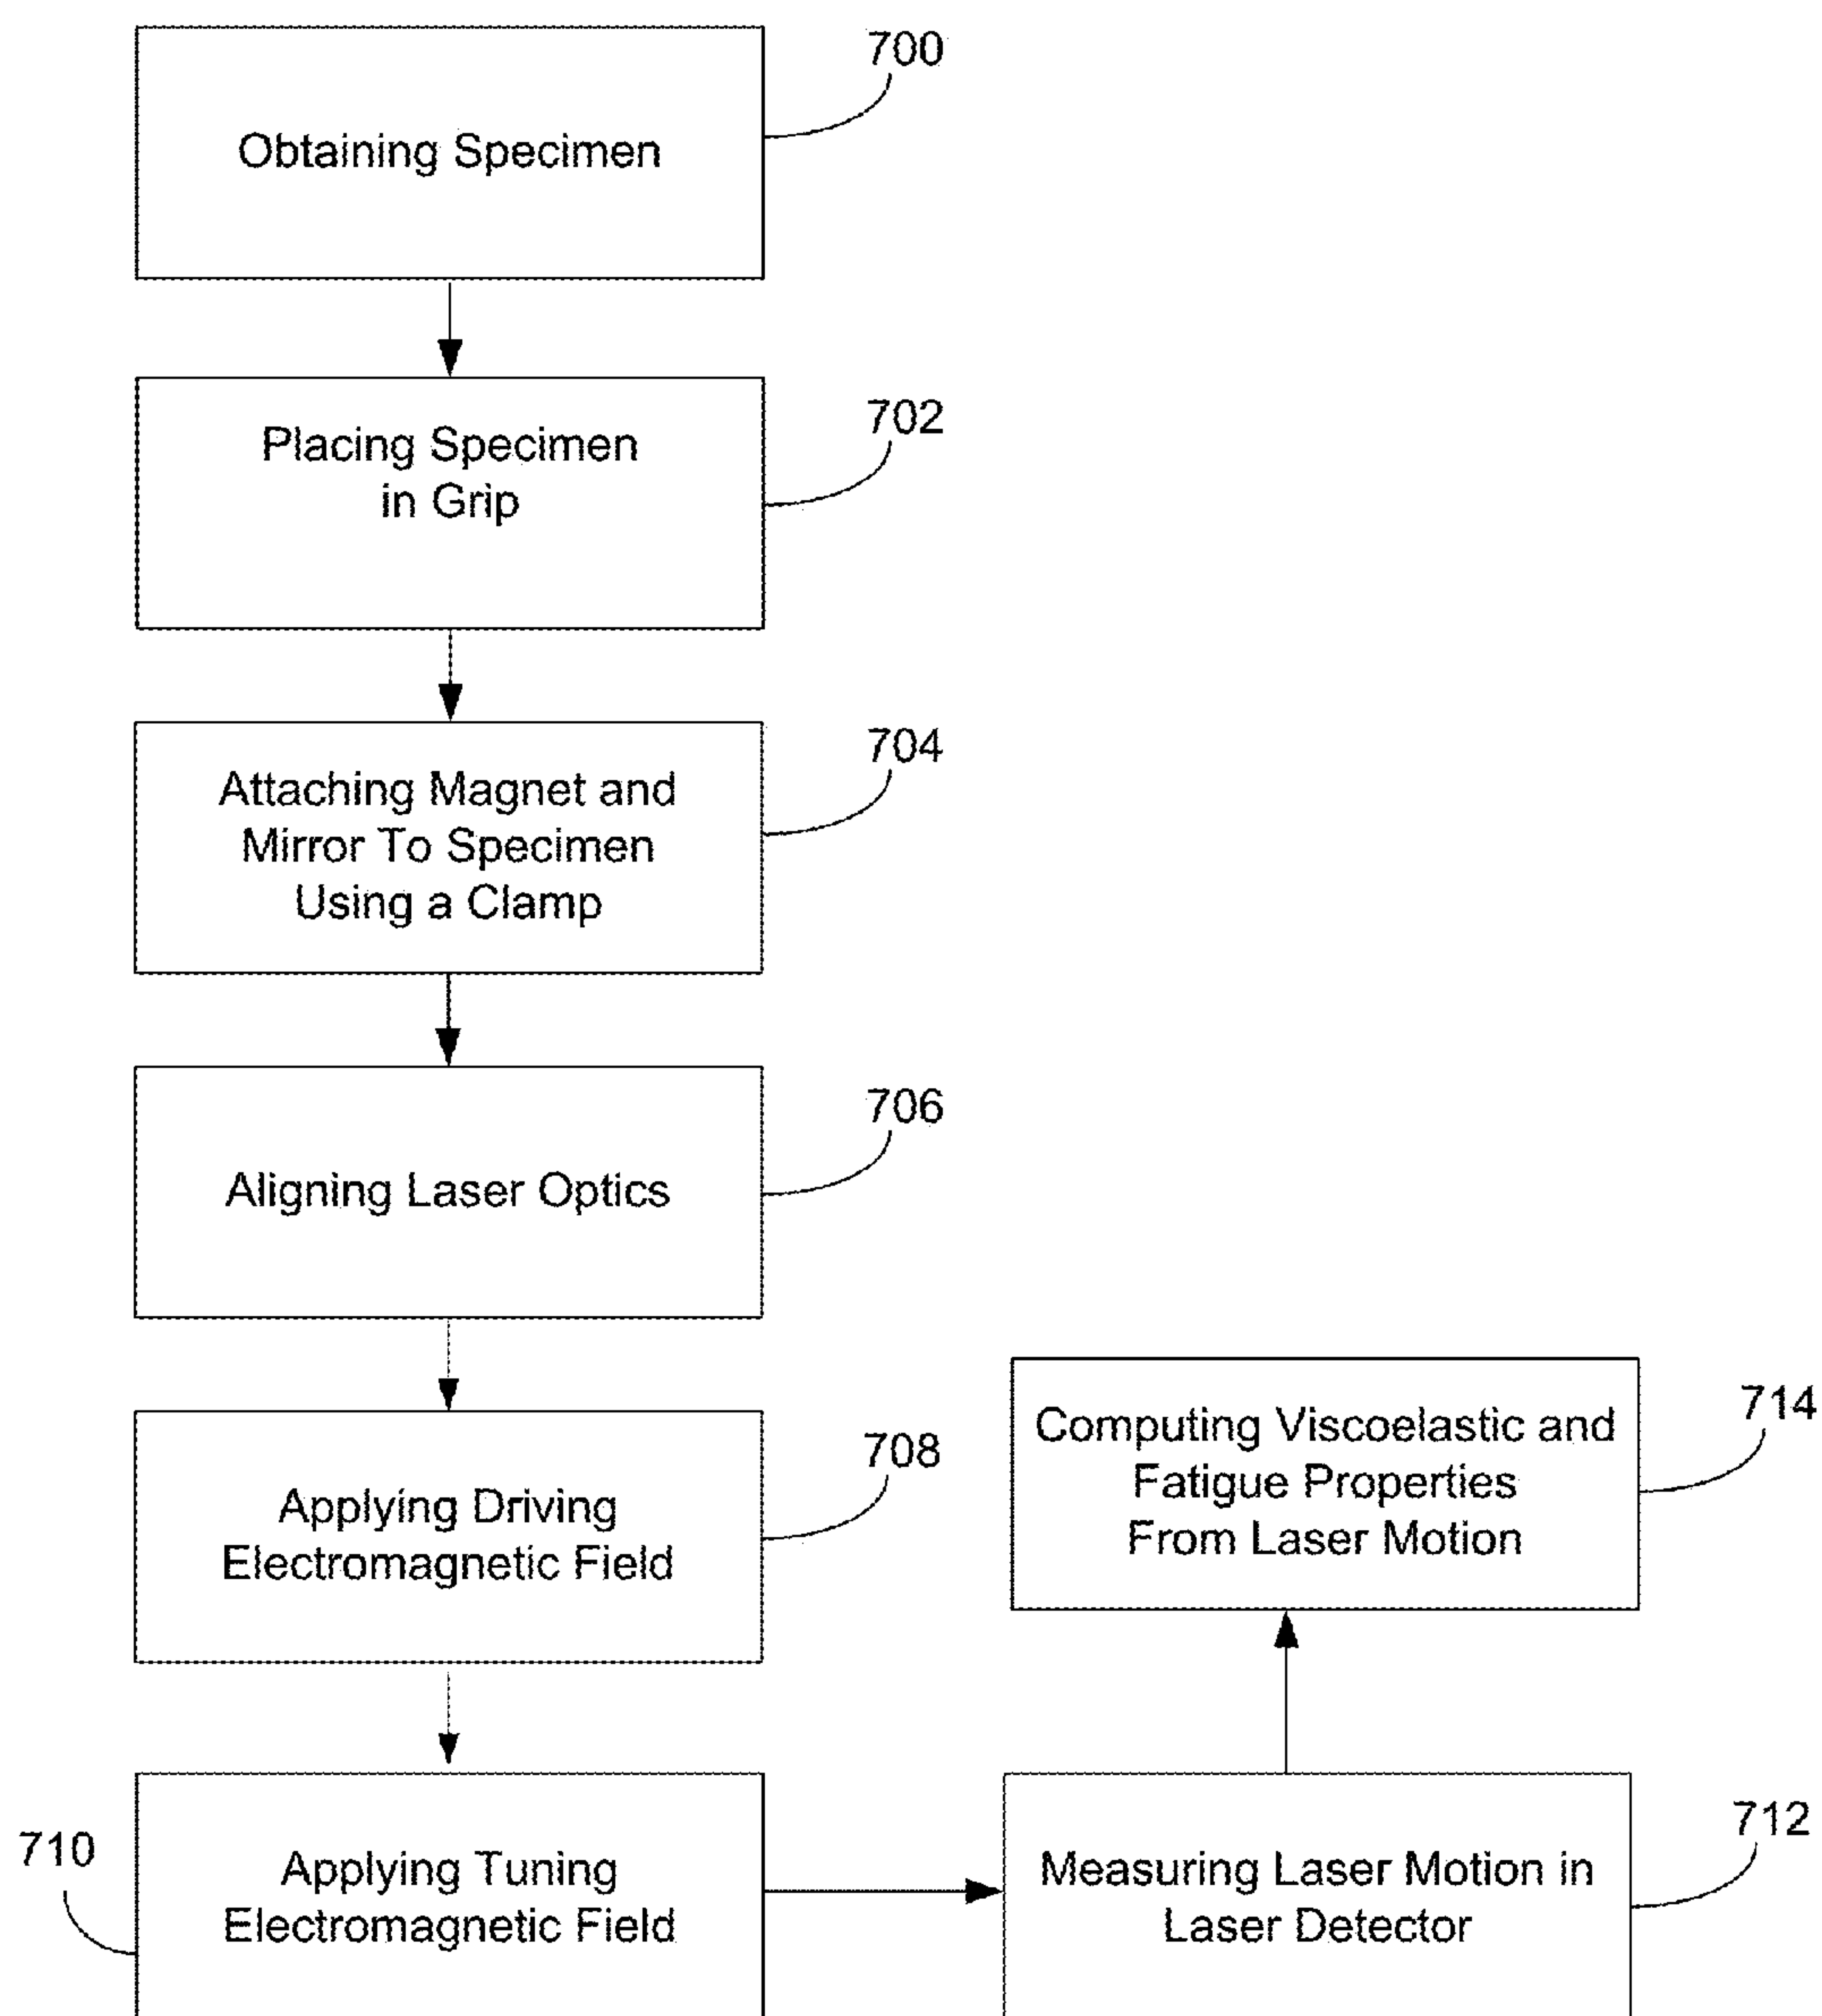 700
Obtaining Specimen
702
Placing Specimen
in Grip
704
Attaching Magnet and
Mirror To Specimen
Using a Clamp
706
Aligning Laser Optics
708
Applying Driving
Electromagnetic Field
710
Applying Tuning
Electromagnetic Field
712
Measuring Laser Motion in
Laser Detector
714
Computing Viscoelastic and
Fatigue Properties
From Laser Motion